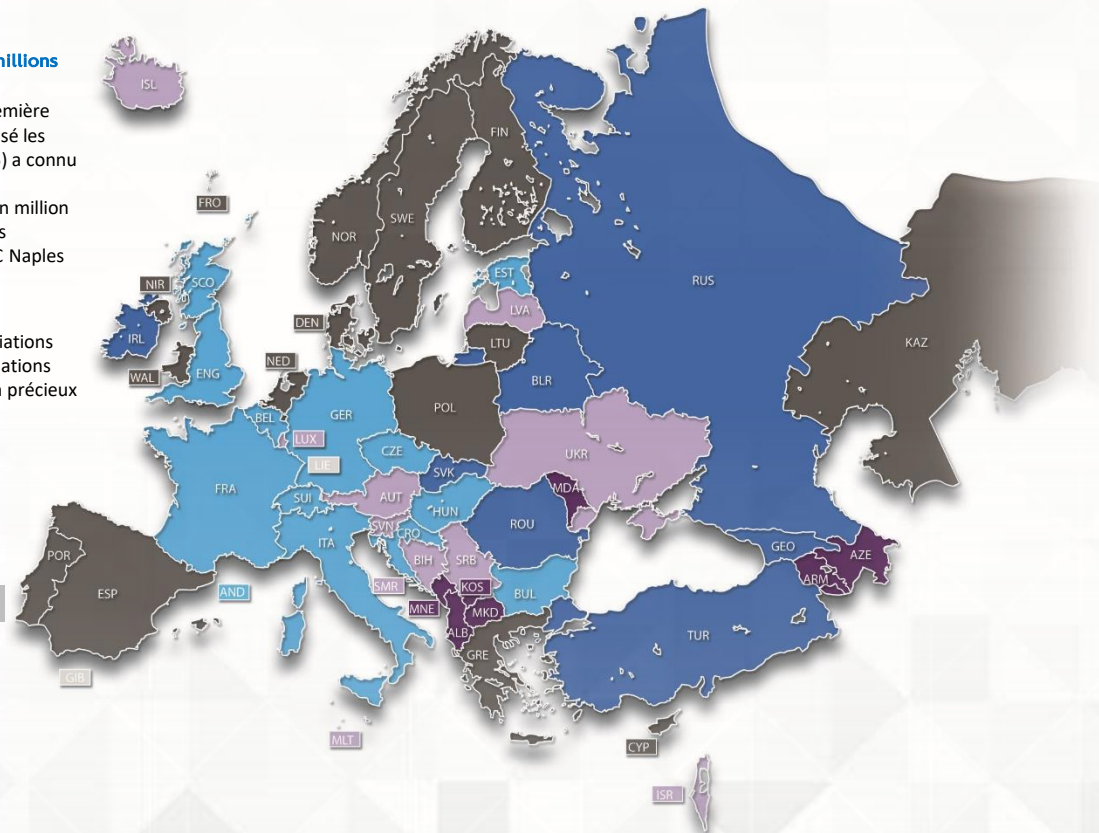 nillions
emière
sé les
) a connu
n million
s
C Naples
iations
ations
n précieux
ISL
FRO
FIN
SWE
NOR
RUS
NIR
SCO
EST
LVA
IRL
DEN
LTU
KAZ
WAL
ENG
NED
BLR
POL
BEL
GER
LUX
CZE
UKR
LIE
SVK
FRA
SUI
AUT
HUN
MDA
ROU
ITA
SVN
CRO
GEO
AZE
POR
BIH
SRB
ARM
ESP
AND
SMR
KOS
BUL
MNE
MKD
ALB
TUR
GRE
GIB
MLT
CYP
ISR